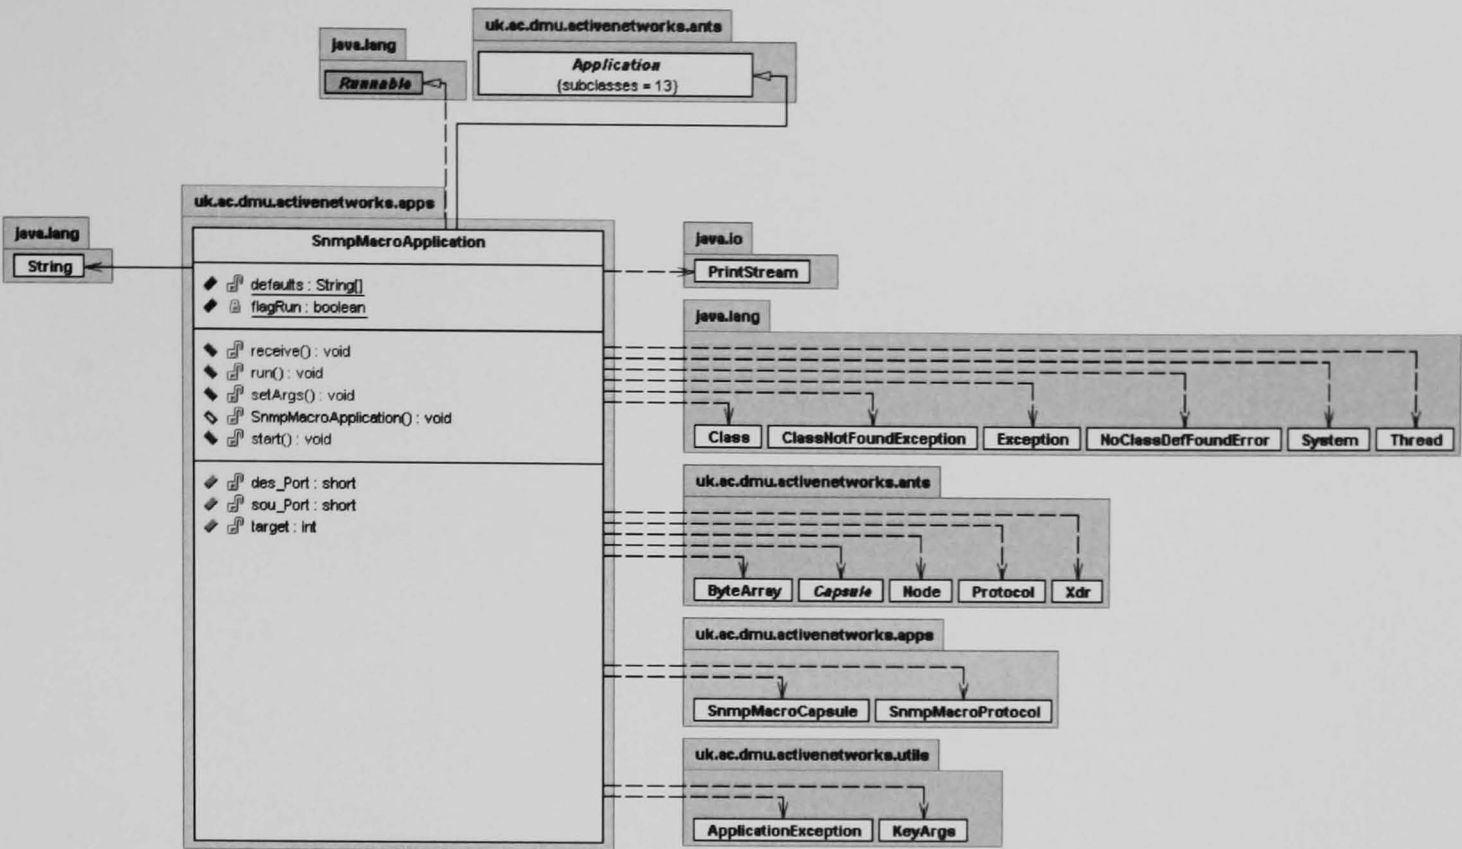 uk.ac.dmu.activenetworks.ants
java.lang
Application
{subclasses = 13}
Runnable
uk.ac.dmu.activenetworks.apps
java.lang
String
SnmpMacroApplication
defaults : String[]
flagRun : boolean
receive() : void
run() : void
setArgs() : void
SnmpMacroApplication() : void
start() : void
des_Port : short
sou_Port : short
target : int
java.io
PrintStream
java.lang
Class ClassNotFoundException Exception NoClassDefFoundError System Thread
uk.ac.dmu.activenetworks.ants
ByteArray Capsule Node Protocol Xdr
uk.ac.dmu.activenetworks.apps
SnmpMacroCapsule SnmpMacroProtocol
uk.ac.dmu.activenetworks.utils
ApplicationException KeyArgs